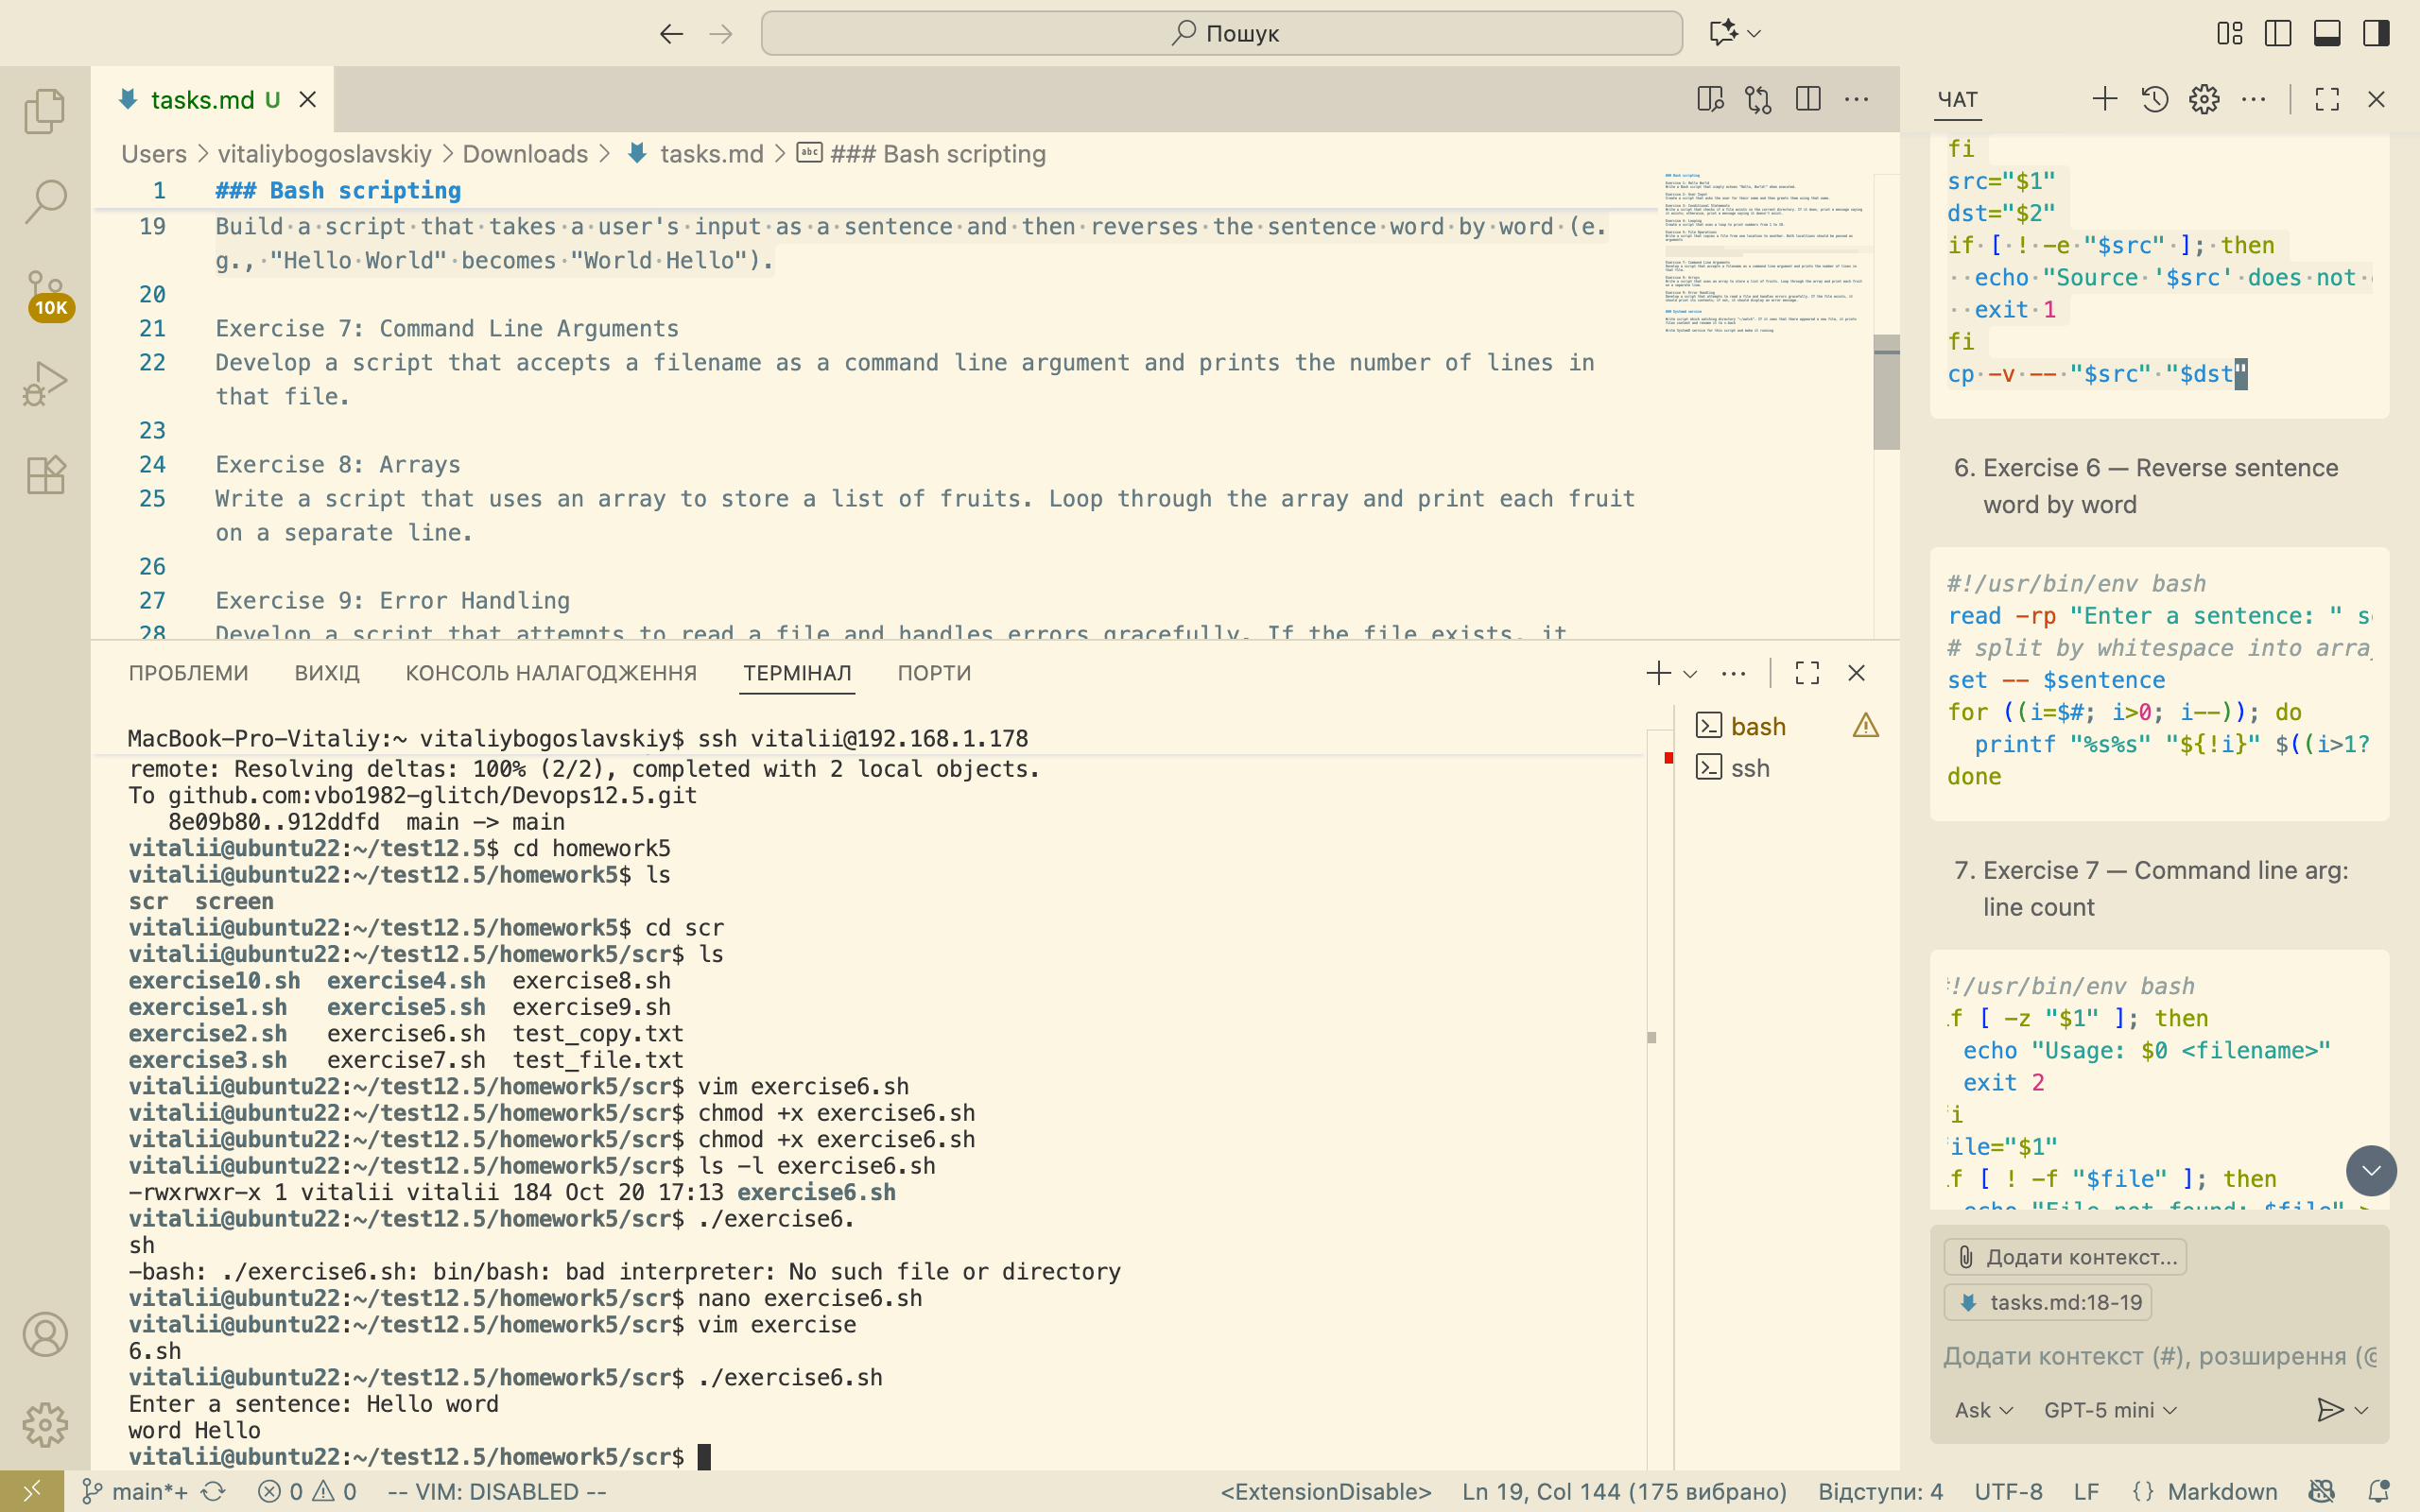 Пошук
tasks.md U
Users > vitaliybogoslavskiy > Downloads > tasks.md > ### Bash scripting
1 ### Bash scripting
19 Build a script that takes a user's input as a sentence and then reverses the sentence word by word (e.
g., "Hello World" becomes "World Hello").
20
21 Exercise 7: Command Line Arguments
22 Develop a script that accepts a filename as a command line argument and prints the number of lines in
that file.
23
24 Exercise 8: Arrays
25 Write a script that uses an array to store a list of fruits. Loop through the array and print each fruit
on a separate line.
26
27 Exercise 9: Error Handling
28 Develop a script that attempts to read a file and handles errors gracefully. If the file exists, it
10K
ПРОБЛЕМИ ВИХІД КОНСОЛЬ НАЛАГОДЖЕННЯ ТЕРМІНАЛ ПОРТИ
MacBook-Pro-Vitaliy:~ vitaliybogoslavskiy$ ssh vitalii@192.168.1.178
remote: Resolving deltas: 100% (2/2), completed with 2 local objects.
To github.com:vbo1982-glitch/Devops12.5.git
8e09b80..912ddfd  main -> main
vitalii@ubuntu22:~/test12.5$ cd homework5
vitalii@ubuntu22:~/test12.5/homework5$ ls
scr  screen
vitalii@ubuntu22:~/test12.5/homework5$ cd scr
vitalii@ubuntu22:~/test12.5/homework5/scr$ ls
exercise10.sh  exercise4.sh  exercise8.sh
exercise1.sh   exercise5.sh  exercise9.sh
exercise2.sh   exercise6.sh  test_copy.txt
exercise3.sh   exercise7.sh  test_file.txt
vitalii@ubuntu22:~/test12.5/homework5/scr$ vim exercise6.sh
vitalii@ubuntu22:~/test12.5/homework5/scr$ chmod +x exercise6.sh
vitalii@ubuntu22:~/test12.5/homework5/scr$ chmod +x exercise6.sh
vitalii@ubuntu22:~/test12.5/homework5/scr$ ls -l exercise6.sh
-rwxrwxr-x 1 vitalii vitalii 184 Oct 20 17:13 exercise6.sh
vitalii@ubuntu22:~/test12.5/homework5/scr$ ./exercise6.
sh
-bash: ./exercise6.sh: bin/bash: bad interpreter: No such file or directory
vitalii@ubuntu22:~/test12.5/homework5/scr$ nano exercise6.sh
vitalii@ubuntu22:~/test12.5/homework5/scr$ vim exercise
6.sh
vitalii@ubuntu22:~/test12.5/homework5/scr$ ./exercise6.sh
Enter a sentence: Hello word
word Hello
vitalii@ubuntu22:~/test12.5/homework5/scr$
bash
ssh
ЧАТ
fi
src="$1"
dst="$2"
if [ ! -e "$src" ]; then
echo "Source '$src' does not
exit 1
fi
cp -v -- "$src" "$dst"
6. Exercise 6 — Reverse sentence
word by word
#!/usr/bin/env bash
read -rp "Enter a sentence: " s
# split by whitespace into arra
set -- $sentence
for ((i=$#; i>0; i--)); do
printf "%s%s" "${!i}" $((i>1?
done
7. Exercise 7 — Command line arg:
line count
!/usr/bin/env bash
f [ -z "$1" ]; then
echo "Usage: $0 <filename>"
exit 2
i
ile="$1"
f [ ! -f "$file" ]; then
echo "File not found: $file" >
Додати контекст...
tasks.md:18-19
Додати контекст (#), розширення (@
Ask GPT-5 mini
main*+ 0 0 -- VIM: DISABLED -- <ExtensionDisable> Ln 19, Col 144 (175 вибрано) Відступи: 4 UTF-8 LF {} Markdown